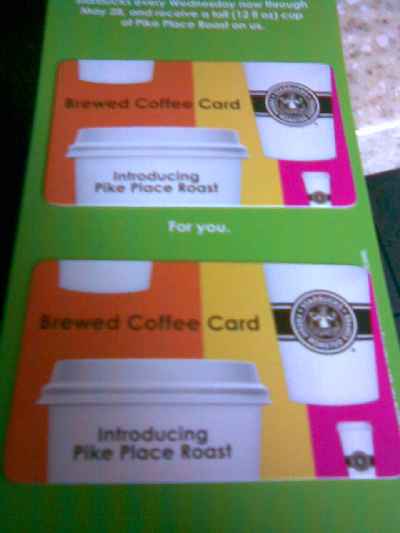 Starbucks every Wednesday now through
May 28, and receive a tall (12 fl oz) cup
of Pike Place Roast on us.
Brewed Coffee Card
Introducing
Pike Place Roast
For you.
Brewed Coffee Card
STARBUCKS
Introducing
Pike Place Roast